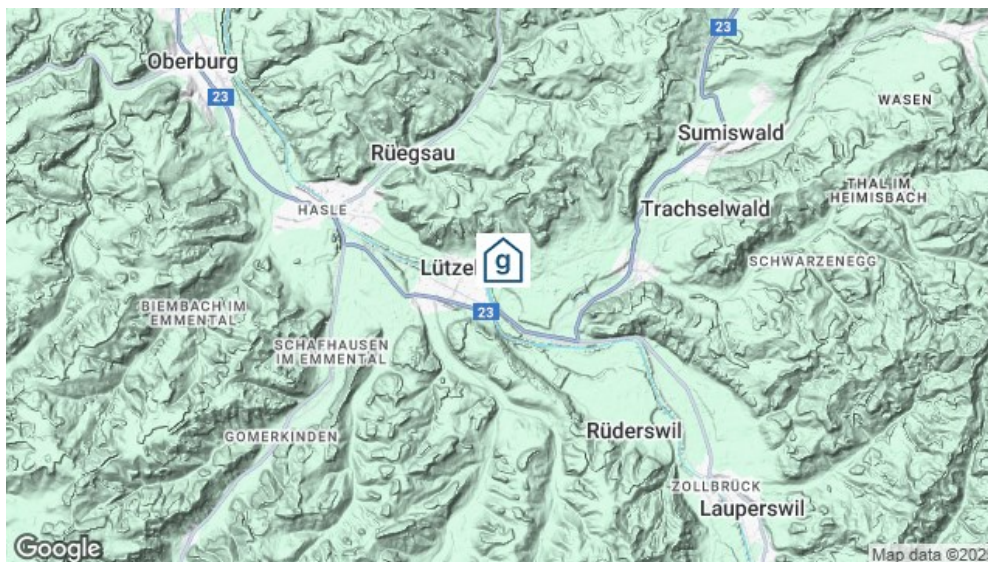 23
Oberburg
23
WASEN
Sumiswald
Rüegsau
THAL IM
HEIMISBACH
HASLE
Trachselwald
SCHWARZENEGG
g
Lützel
BIEMBACH IM
EMMENTAL
23
SCHAFHAUSEN
IM EMMENTAL
GOMERKINDEN
Rüderswil
ZOLLBRÜCK
Lauperswil
Google
Map data ©202